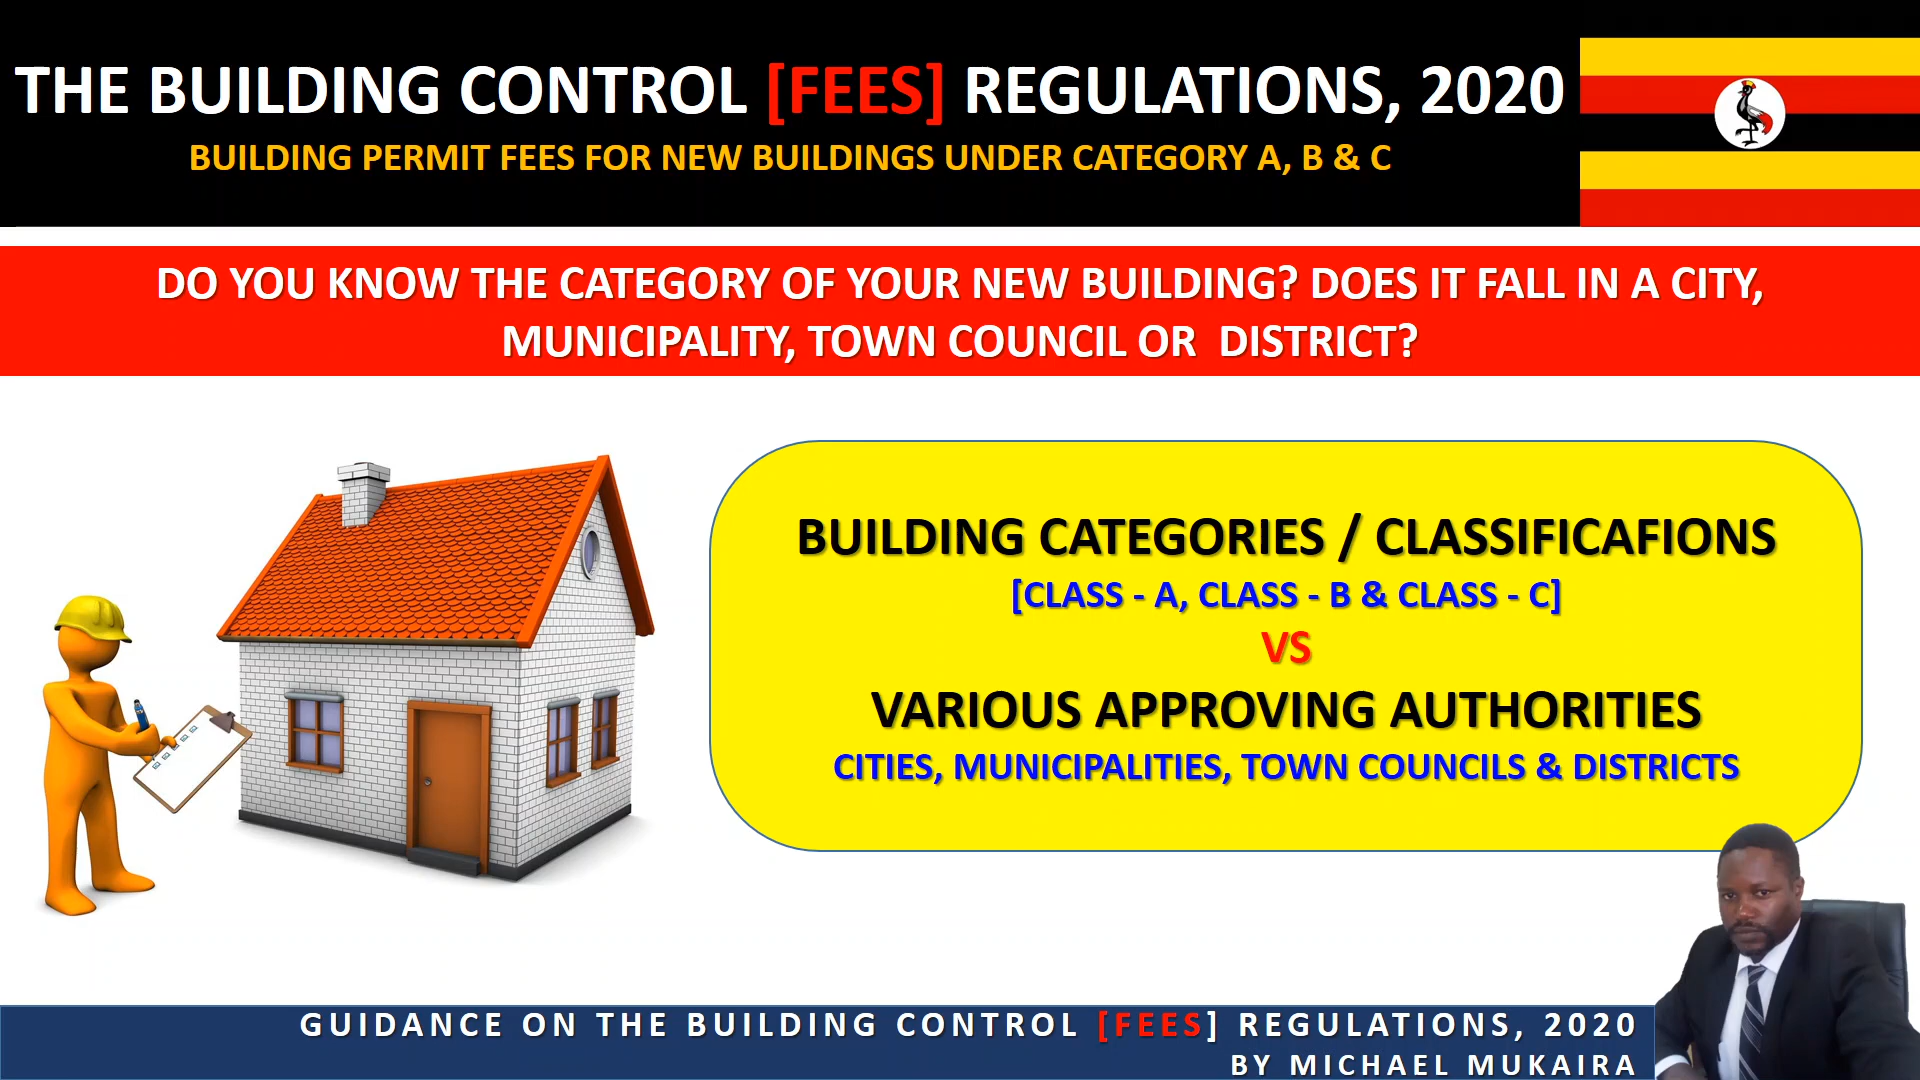 THE BUILDING CONTROL [FEES] REGULATIONS, 2020
BUILDING PERMIT FEES FOR NEW BUILDINGS UNDER CATEGORY A, B & C
DO YOU KNOW THE CATEGORY OF YOUR NEW BUILDING? DOES IT FALL IN A CITY,
MUNICIPALITY, TOWN COUNCIL OR DISTRICT?
BUILDING CATEGORIES / CLASSIFICAFIONS
[CLASS - A, CLASS - B & CLASS - C]
VS
VARIOUS APPROVING AUTHORITIES
CITIES, MUNICIPALITIES, TOWN COUNCILS & DISTRICTS
GUIDANCE ON THE BUILDING CONTROL [FEES] REGULATIONS, 2020
BY MICHAEL MUKAIRA